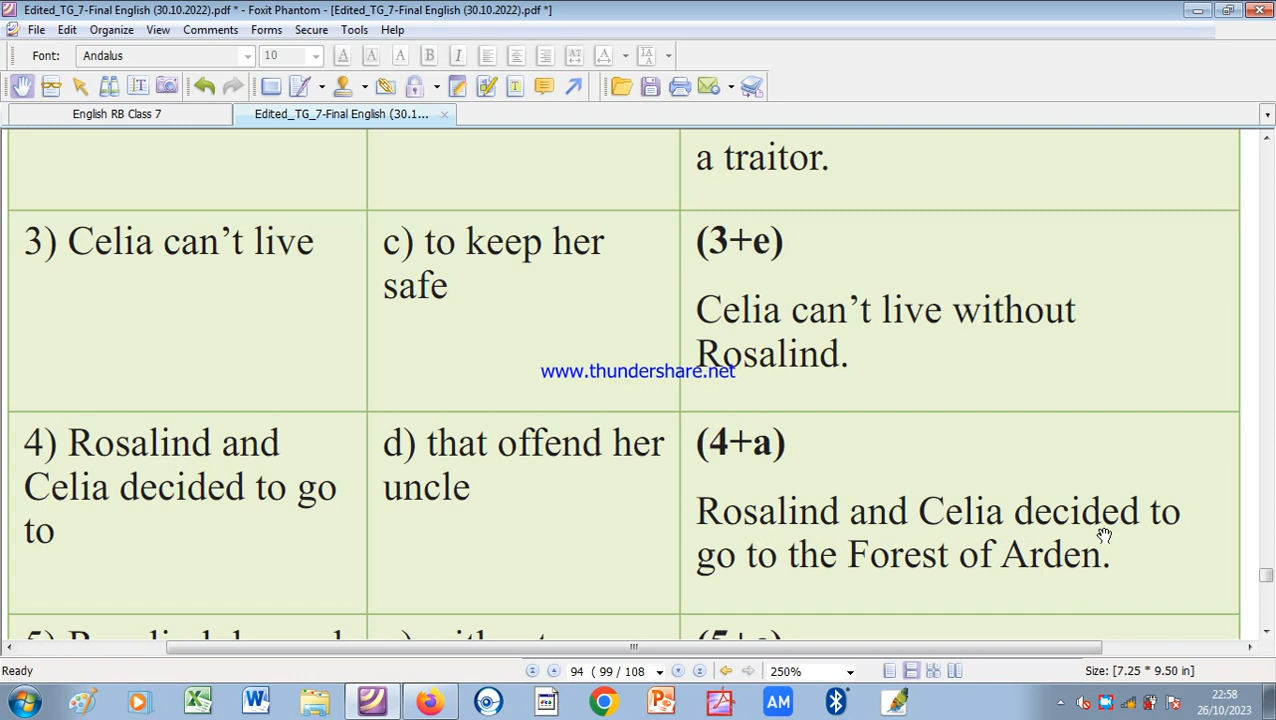 Edited_TG_7-Final English (30.10.2022).pdf * - Foxit Phantom - [Edited_TG_7-Final English (30.10.2022).pdf *]
File Edit View Organize Comments Forms Secure Tools Help
Font: Andalus 10
English RB Class 7
Edited_TG_7-Final English (30.1...
a traitor.
3) Celia can't live
c) to keep her
safe
(3+e)
Celia can't live without
Rosalind.
www.thundershare.net
4) Rosalind and
Celia decided to go
to
d) that offend her
uncle
(4+a)
Rosalind and Celia decided to
go to the Forest of Arden.
Ready
94 ( 99 / 108 )
250%
Size: [7.25 * 9.50 in]
22:58
26/10/2023